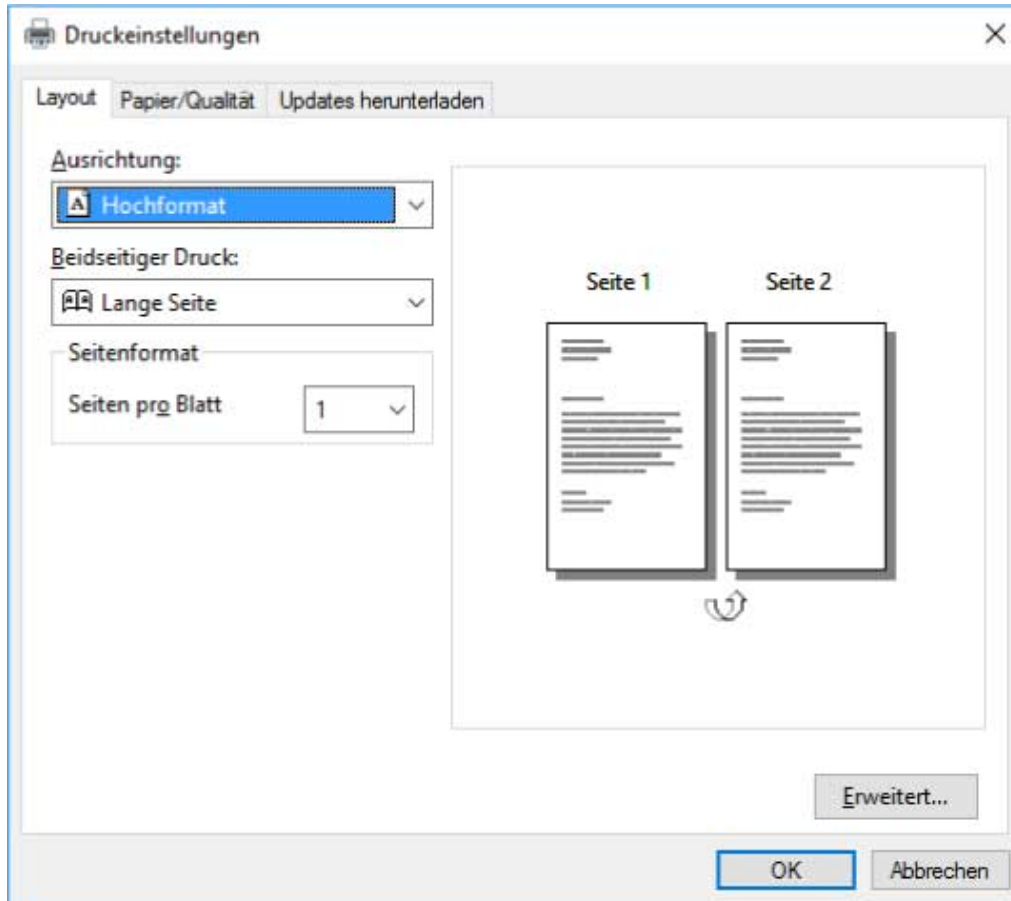 Druckeinstellungen
Layout Papier/Qualität Updates herunterladen
Ausrichtung:
Hochformat
Beidseitiger Druck:
Lange Seite
Seitenformat
Seiten pro Blatt 1
Seite 1 Seite 2
Erweitert...
OK Abbrechen